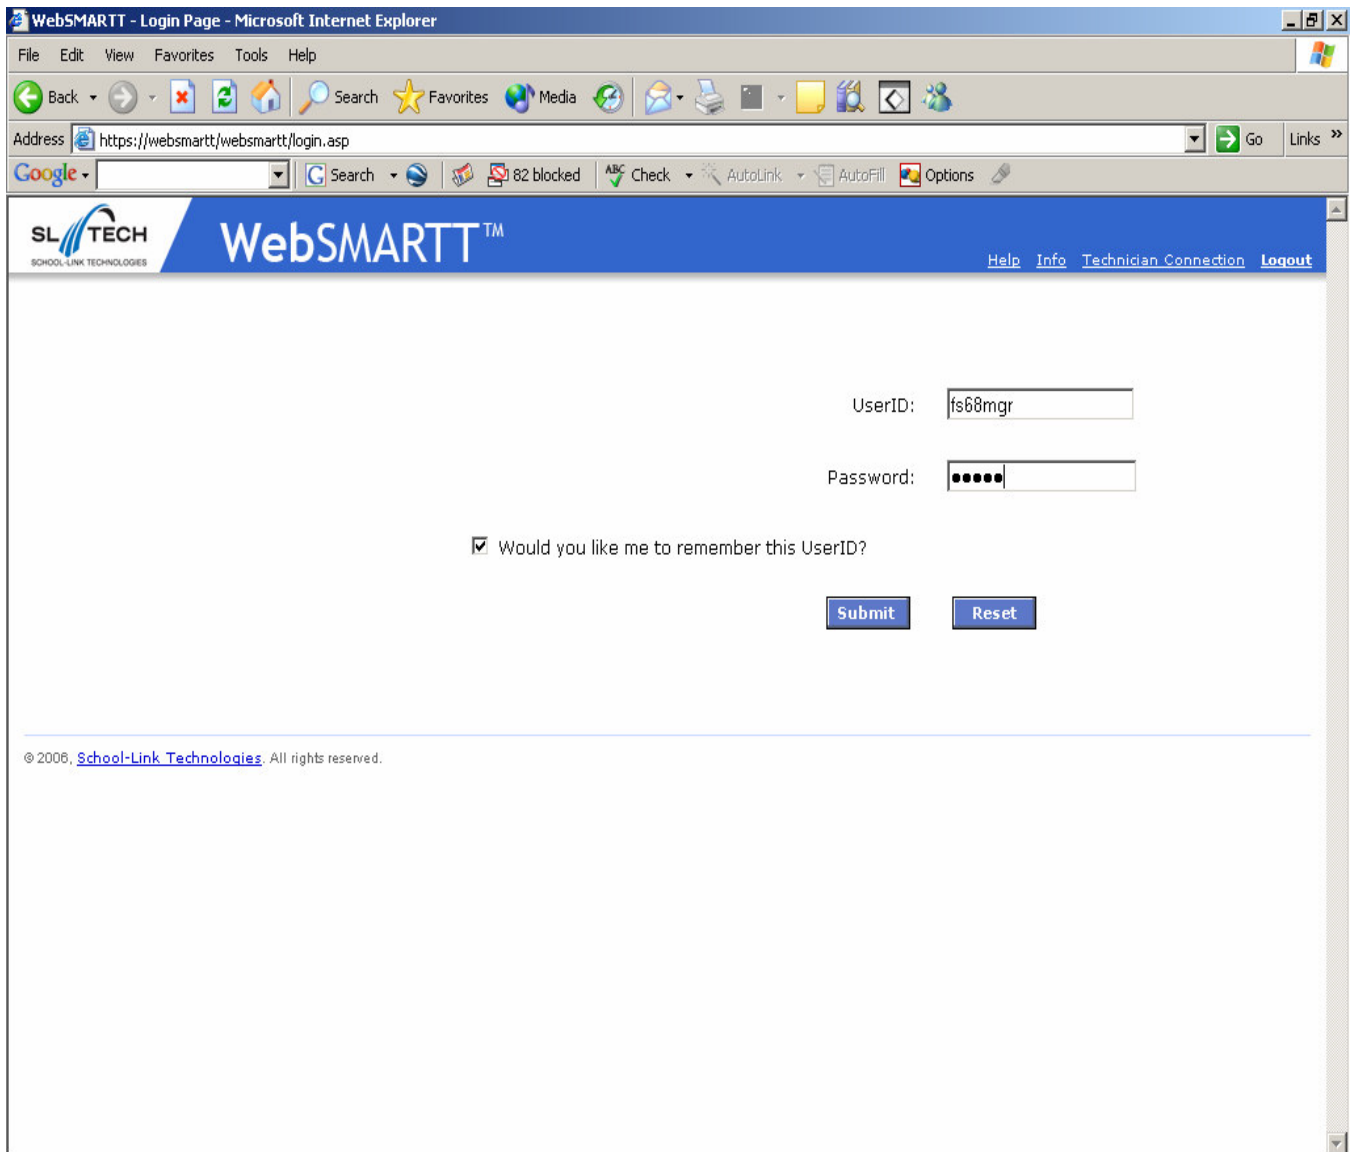 WebSMARTT - Login Page - Microsoft Internet Explorer
File Edit View Favorites Tools Help
Back Search Favorites Media
Address https://websmartt/websmartt/login.asp Go Links »
Google Search 82 blocked ABC Check AutoLink AutoFill Options
SL TECH
SCHOOL-LINK TECHNOLOGIES
WebSMARTT™
Help Info Technician Connection Logout
UserID: fs68mgr
Password: •••••
Would you like me to remember this UserID?
Submit Reset
© 2006, School-Link Technologies. All rights reserved.